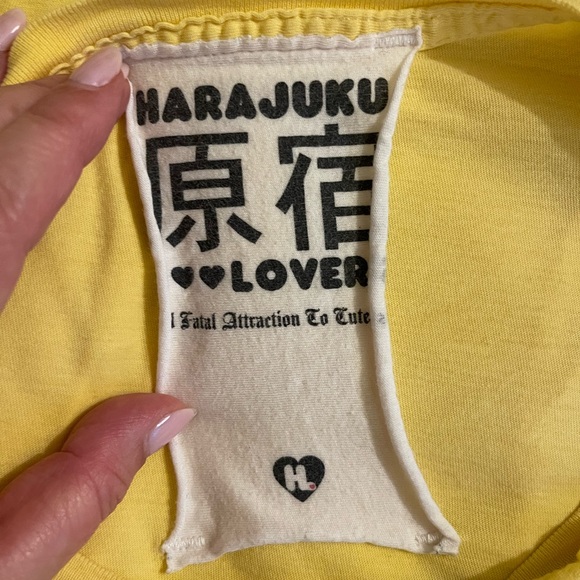 HARAJUKU
原宿
LOVER
Fatal Attraction To Cute
H.